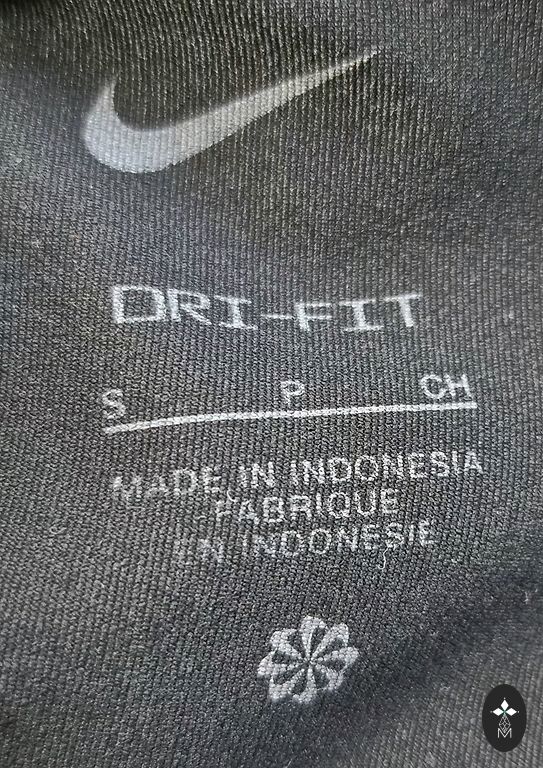 DRI-FIT
S P CH
MADE IN INDONESIA
FABRIQUE
EN INDONESIE
M